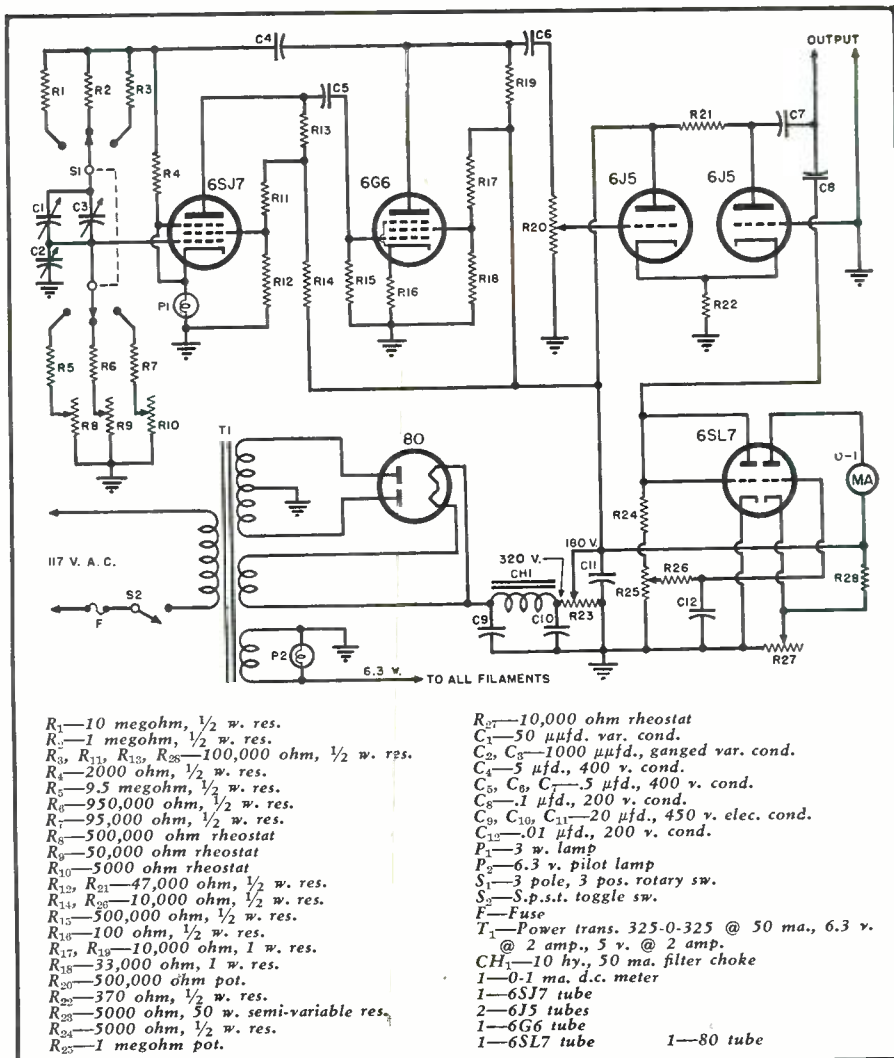 OUTPUT
C4
C6
R1
R2
R3
C5
R19
R13
R21
C7
S1
R4
6SJ7
6G6
6J5
6J5
C8
R11
R17
C1
C3
R20
C2
R12
R14
R15
R16
R18
P1
R22
R5
R6
R7
R8
R9
R10
T1
80
6SL7
0-1
MA
R24
117 V. A.C.
320 V.
180 V.
C11
R26
R28
CH1
R25
S2
F
C9
C10
R23
C12
R27
P2
6.3 W.
TO ALL FILAMENTS
R1—10 megohm, 1/2 w. res.
R2—1 megohm, 1/2 w. res.
R3, R11, R13, R28—100,000 ohm, 1/2 w. res.
R4—2000 ohm, 1/2 w. res.
R5—9.5 megohm, 1/2 w. res.
R6—950,000 ohm, 1/2 w. res.
R7—95,000 ohm, 1/2 w. res.
R8—500,000 ohm rheostat
R9—50,000 ohm rheostat
R10—5000 ohm rheostat
R12, R21—47,000 ohm, 1/2 w. res.
R14, R26—10,000 ohm, 1/2 w. res.
R15—500,000 ohm, 1/2 w. res.
R16—100 ohm, 1/2 w. res.
R17, R19—10,000 ohm, 1 w. res.
R18—33,000 ohm, 1 w. res.
R20—500,000 ohm pot.
R22—370 ohm, 1/2 w. res.
R23—5000 ohm, 50 w. semi-variable res.
R24—5000 ohm, 1/2 w. res.
R25—1 megohm pot.
R27—10,000 ohm rheostat
C1—50 µµfd. var. cond.
C2, C3—1000 µµfd., ganged var. cond.
C4—5 µfd., 400 v. cond.
C5, C6, C7—.5 µfd., 400 v. cond.
C8—.1 µfd., 200 v. cond.
C9, C10, C11—20 µfd., 450 v. elec. cond.
C12—.01 µfd., 200 v. cond.
P1—3 w. lamp
P2—6.3 v. pilot lamp
S1—3 pole, 3 pos. rotary sw.
S2—S.p.s.t. toggle sw.
F—Fuse
T1—Power trans. 325-0-325 @ 50 ma., 6.3 v.
@ 2 amp., 5 v. @ 2 amp.
CH1—10 hy., 50 ma. filter choke
1—0-1 ma. d.c. meter
1—6SJ7 tube
2—6J5 tubes
1—6G6 tube
1—6SL7 tube 1—80 tube